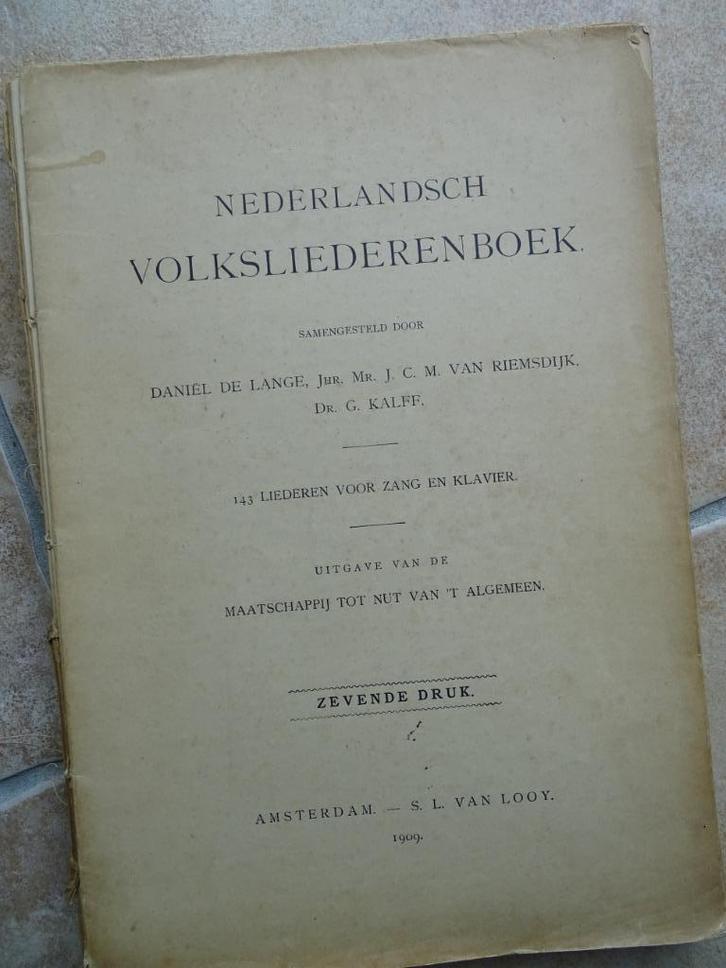 NEDERLANDSCH
VOLKSLIEDERENBOEK.
SAMENGESTELD DOOR
DANIËL DE LANGE, JHR. MR. J. C. M. VAN RIEMSDIJK,
DR. G. KALFF.
143 LIEDEREN VOOR ZANG EN KLAVIER.
UITGAVE VAN DE
MAATSCHAPPIJ TOT NUT VAN 'T ALGEMEEN.
ZEVENDE DRUK.
AMSTERDAM. — S. L. VAN LOOY.
1909.